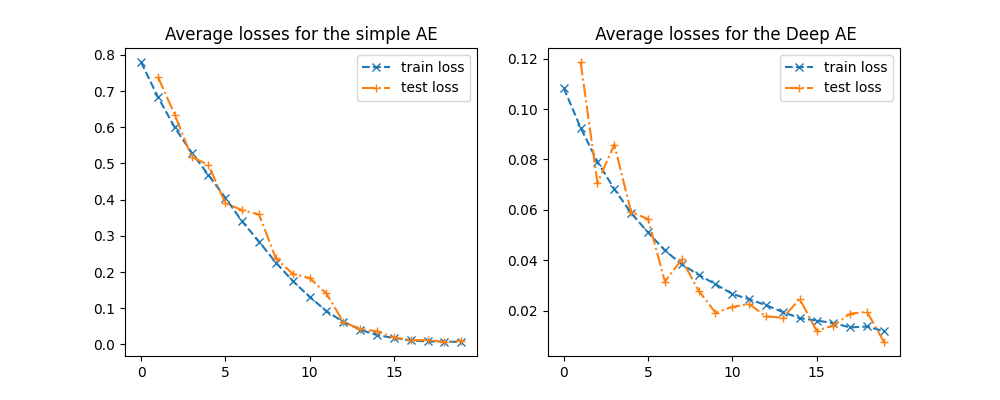 Average losses for the simple AE
train loss
test loss
0.8
0.7
0.6
0.5
0.4
0.3
0.2
0.1
0.0
0 5 10 15
Average losses for the Deep AE
train loss
test loss
0.12
0.10
0.08
0.06
0.04
0.02
0 5 10 15